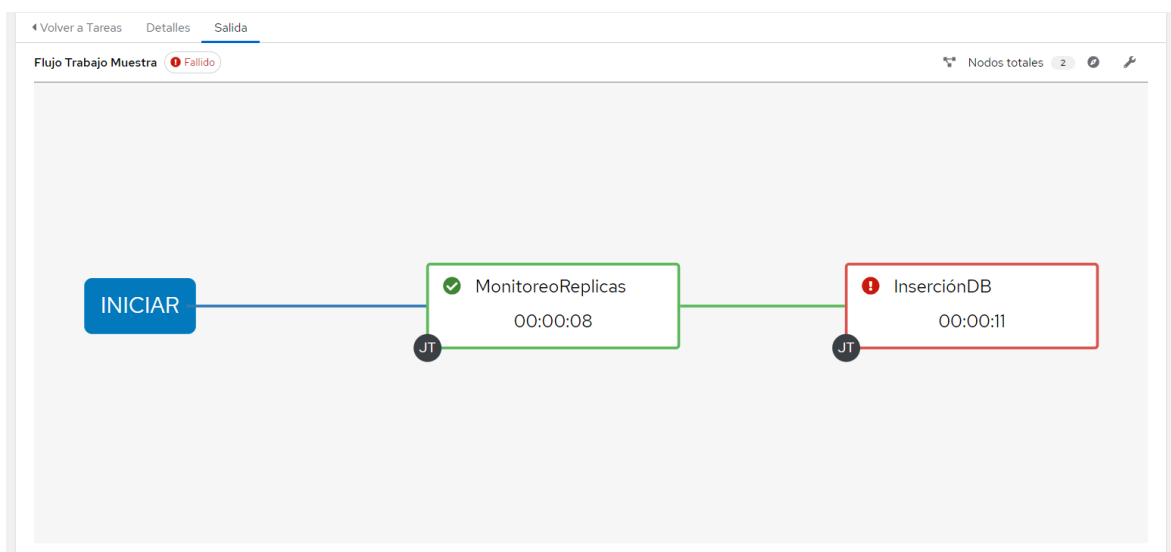 Volver a Tareas Detalles Salida
Flujo Trabajo Muestra Fallido Nodos totales 2
INICIAR
MonitoreoReplicas
00:00:08
JT
InserciónDB
00:00:11
JT